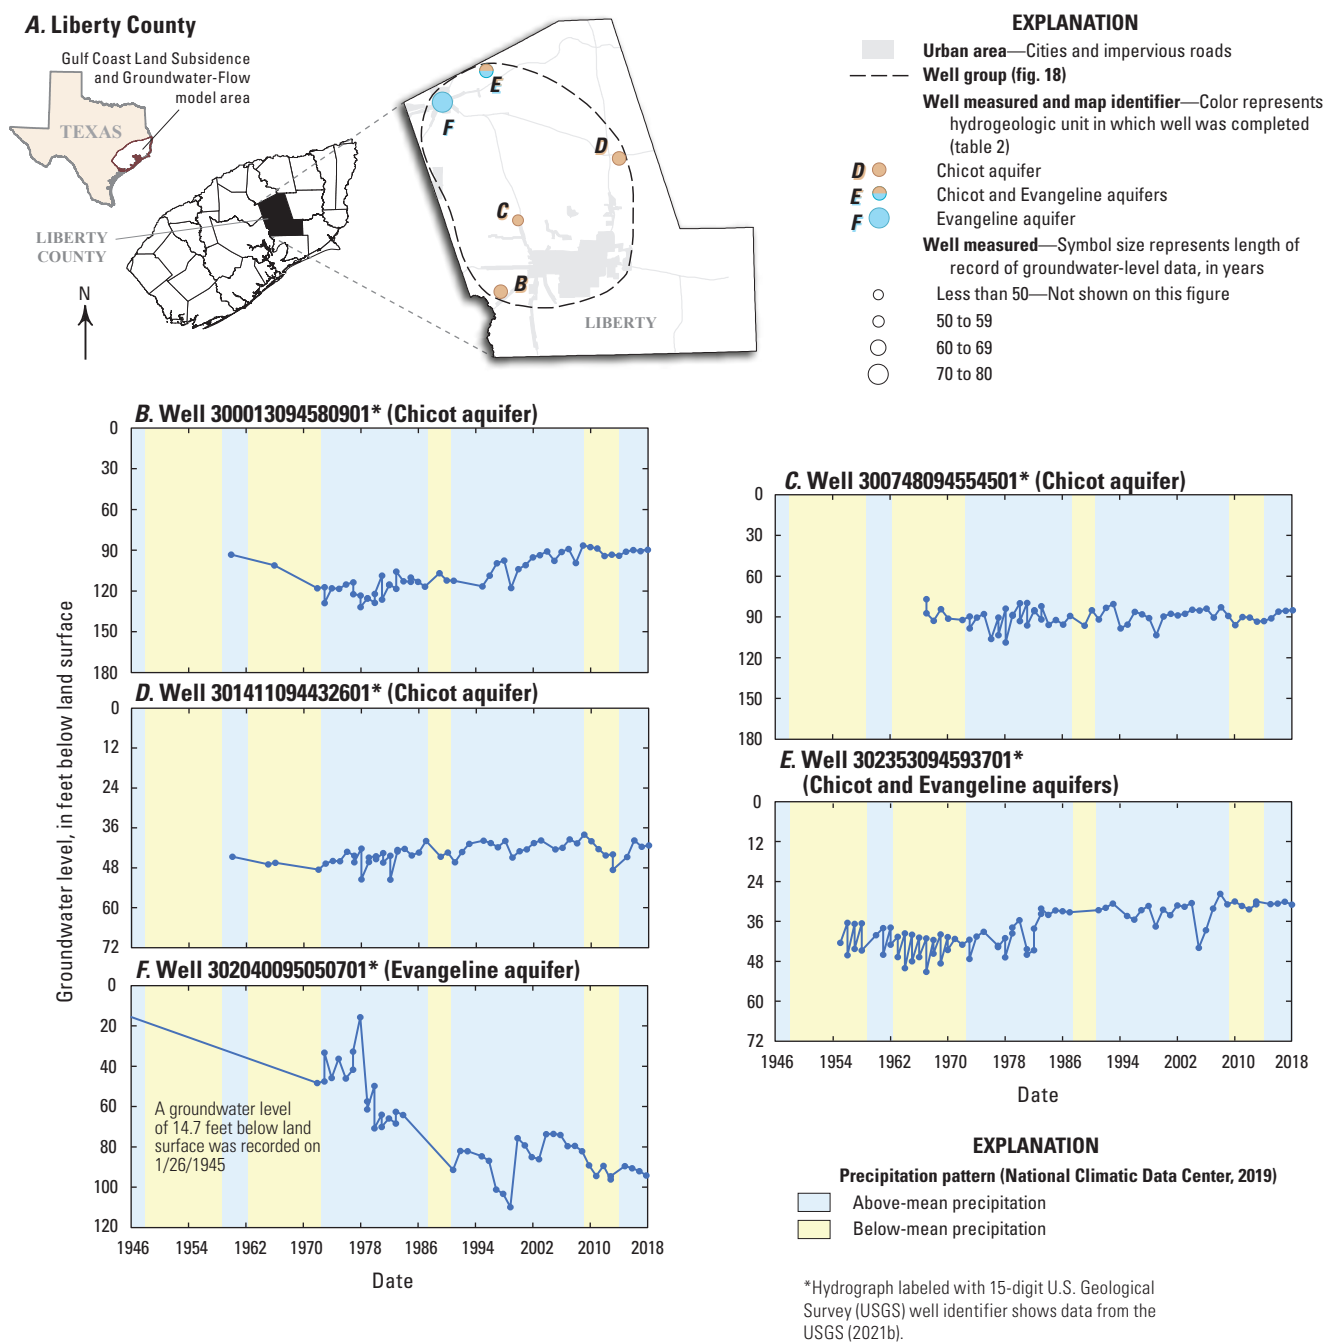 A. Liberty County
Gulf Coast Land Subsidence
and Groundwater-Flow
model area
TEXAS
LIBERTY
COUNTY
N
E
F
D
C
B
LIBERTY
EXPLANATION
Urban area—Cities and impervious roads
Well group (fig. 18)
Well measured and map identifier—Color represents
hydrogeologic unit in which well was completed
(table 2)
D Chicot aquifer
E Chicot and Evangeline aquifers
F Evangeline aquifer
Well measured—Symbol size represents length of
record of groundwater-level data, in years
Less than 50—Not shown on this figure
50 to 59
60 to 69
70 to 80
Groundwater level, in feet below land surface
B. Well 300013094580901* (Chicot aquifer)
0
30
60
90
120
150
180
D. Well 301411094432601* (Chicot aquifer)
0
12
24
36
48
60
72
F. Well 302040095050701* (Evangeline aquifer)
0
20
40
60
80
100
120
A groundwater level
of 14.7 feet below land
surface was recorded on
1/26/1945
1946 1954 1962 1970 1978 1986 1994 2002 2010 2018
Date
C. Well 300748094554501* (Chicot aquifer)
0
30
60
90
120
150
180
E. Well 302353094593701*
(Chicot and Evangeline aquifers)
0
12
24
36
48
60
72
1946 1954 1962 1970 1978 1986 1994 2002 2010 2018
Date
EXPLANATION
Precipitation pattern (National Climatic Data Center, 2019)
Above-mean precipitation
Below-mean precipitation
*Hydrograph labeled with 15-digit U.S. Geological
Survey (USGS) well identifier shows data from the
USGS (2021b).